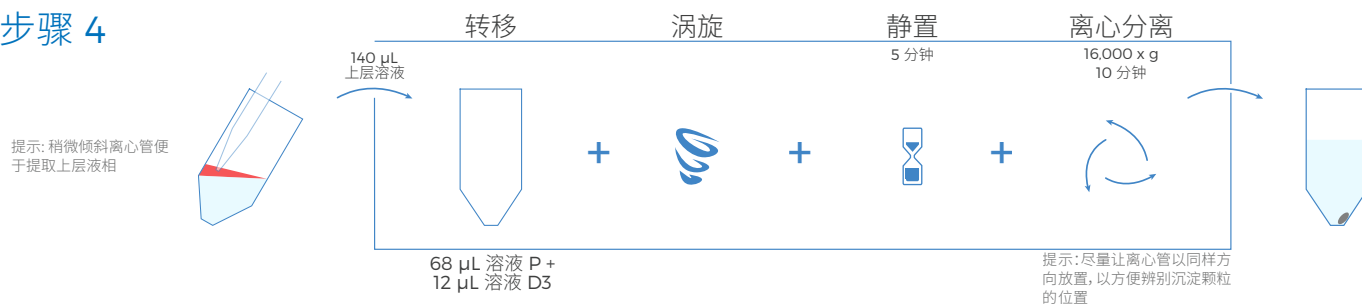 步骤 4
转移
涡旋
静置
离心分离
140 µL
上层溶液
5 分钟
16,000 x g
10 分钟
提示: 稍微倾斜离心管便
于提取上层液相
+
+
+
68 µL 溶液 P +
12 µL 溶液 D3
提示:尽量让离心管以同样方
向放置,以方便辨别沉淀颗粒
的位置